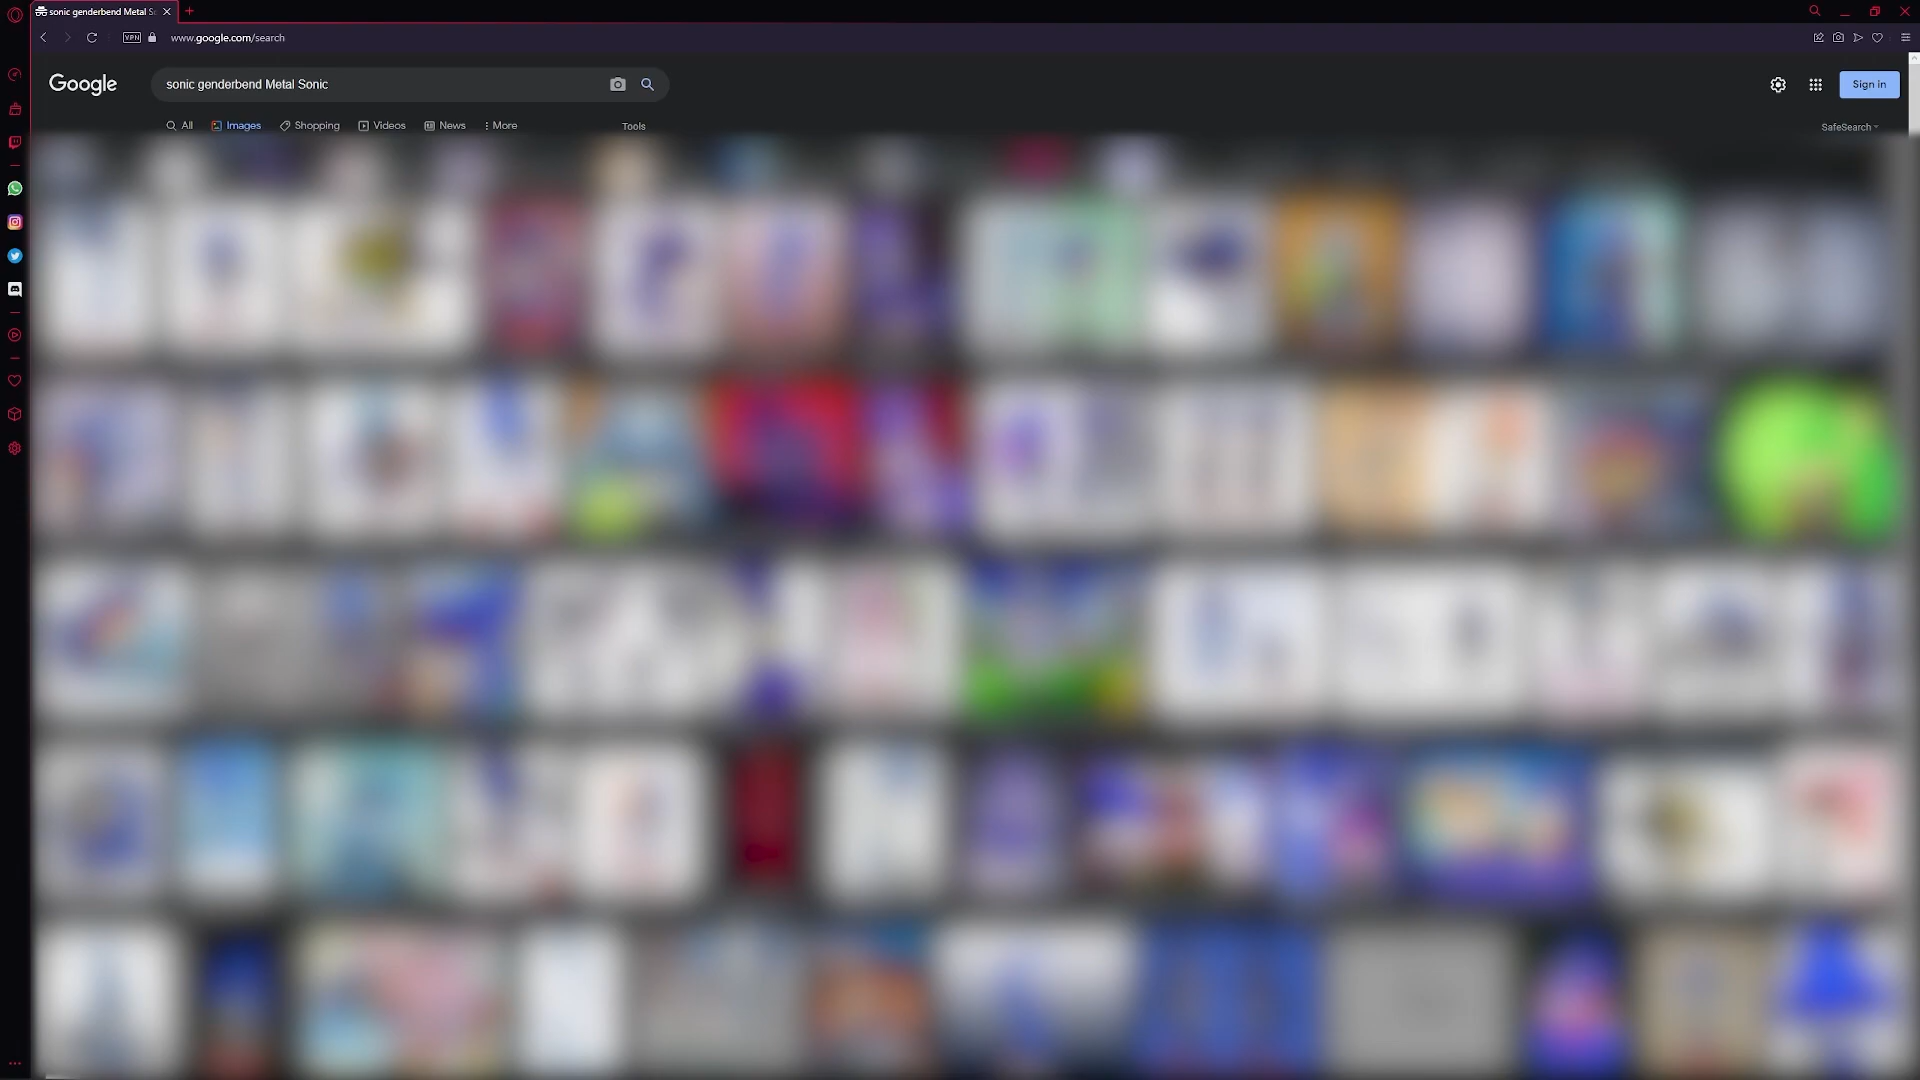 sonic genderbend Metal S
VPN
www.google.com/search
Google
sonic genderbend Metal Sonic
Sign in
All
Images
Shopping
Videos
News
More
Tools
SafeSearch